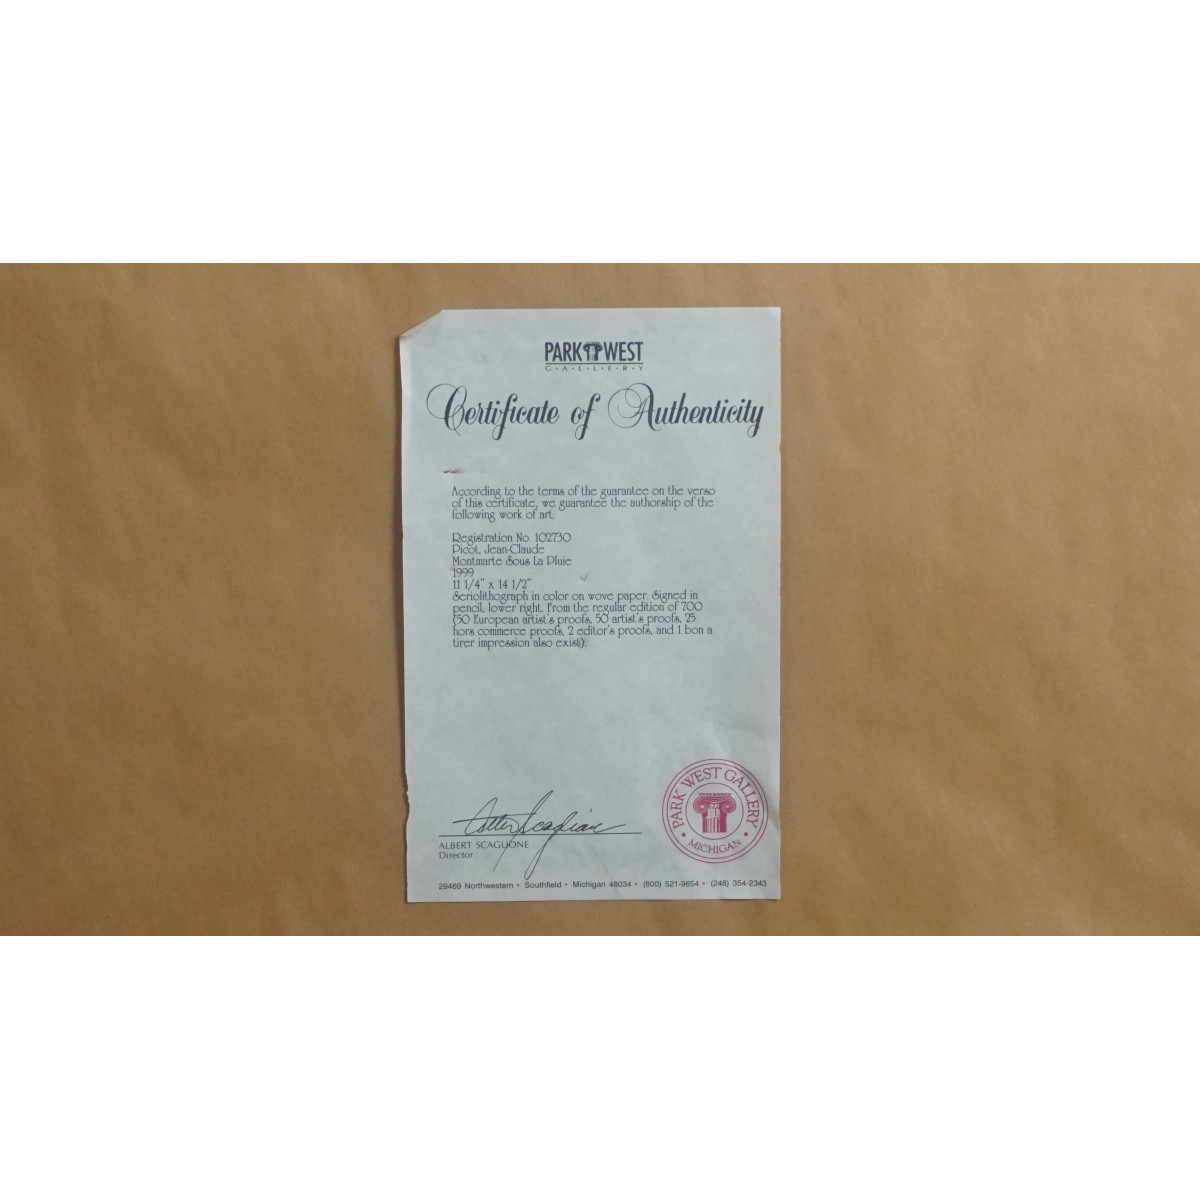 PARK WEST
G·A·L·L·E·R·Y
Certificate of Authenticity
According to the terms of the guarantee on the verso
of this certificate, we guarantee the authorship of the
following work of art:
Registration No. 102730
Picot, Jean-Claude
Montmarte Sous La Pluie
1999
11 1/4" x 14 1/2"
Seriolithograph in color on wove paper. Signed in
pencil, lower right. From the regular edition of 700
(50 European artist's proofs, 50 artist's proofs, 25
hors commerce proofs, 2 editor's proofs, and 1 bon a
tirer impression also exist).
ALBERT SCAGLIONE
Director
PARK WEST GALLERY
• MICHIGAN •
29469 Northwestern • Southfield • Michigan 48034 • (800) 521-9654 • (248) 354-2343